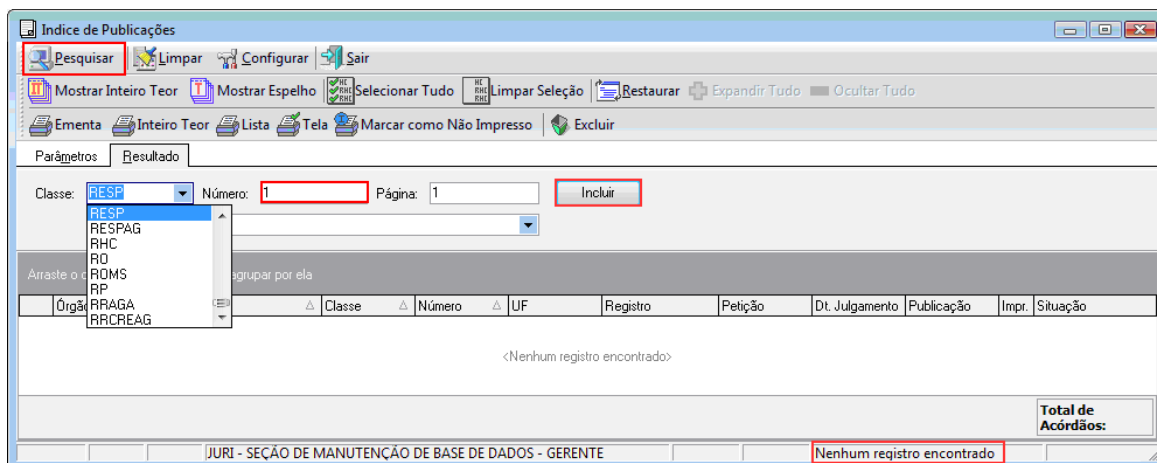 Indice de Publicações
Pesquisar Limpar Configurar Sair
Mostrar Inteiro Teor Mostrar Espelho Selecionar Tudo Limpar Seleção Restaurar Expandir Tudo Ocultar Tudo
Ementa Inteiro Teor Lista Tela Marcar como Não Impresso Excluir
Parâmetros Resultado
Classe: RESP Número: 1 Página: 1 Incluir
RESP
RESPAG
RHC
RO
ROMS
RP
RRAGA
RRCREAG
Arraste o agrupar por ela
Órgã Classe Número UF Registro Petição Dt. Julgamento Publicação Impr. Situação
<Nenhum registro encontrado>
Total de
Acórdãos:
JURI - SEÇÃO DE MANUTENÇÃO DE BASE DE DADOS - GERENTE Nenhum registro encontrado